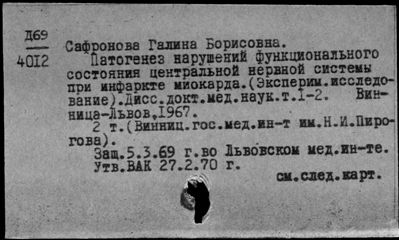 Д69
4012
Сафронова Галина Борисовна.
Патогенез нарушений функционального
состояния центральной нервной системы
при инфаркте миокарда.(Эксперим.исследо-
вание).Дисс.докт.мед.наук.т.1-2. Вин-
ница-Львов,1967.
2 т.(Винниц.гос.мед.ин-т им.Н.И.Пиро-
гова).
Защ.5.3.69 г.во Львовском мед.ин-те.
Утв.ВАК 27.2.70 г.
см.след.карт.